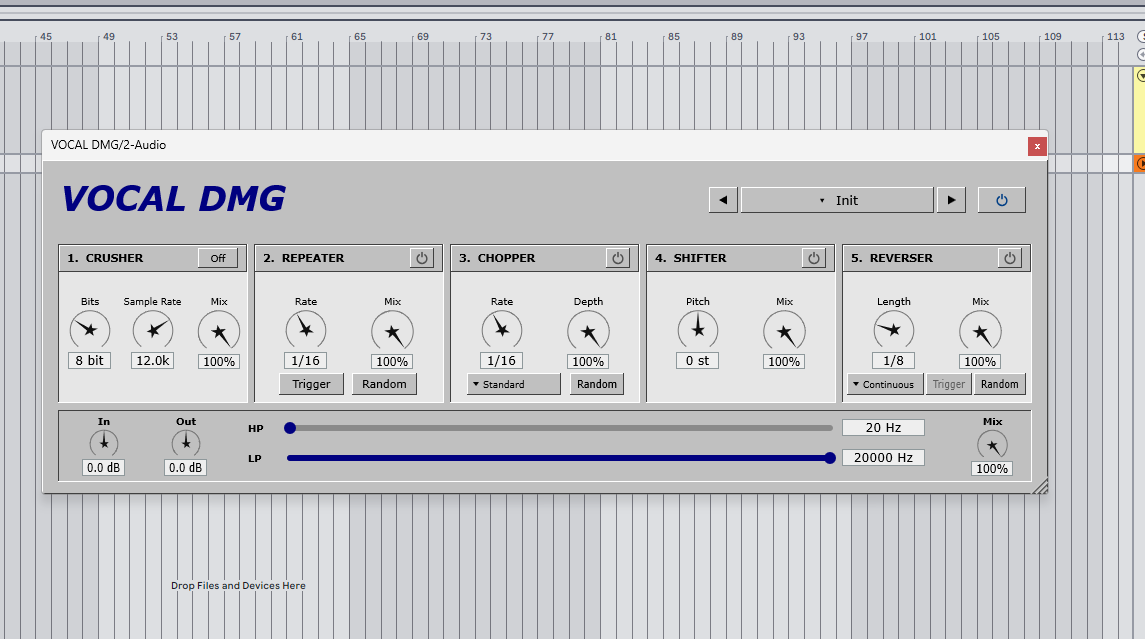 45 49 53 57 61 65 69 73 77 81 85 89 93 97 101 105 109 113
VOCAL DMG/2-Audio
x
VOCAL DMG
Init
1. CRUSHER Off 2. REPEATER 3. CHOPPER 4. SHIFTER 5. REVERSER
Bits Sample Rate Mix Rate Mix Rate Depth Pitch Mix Length Mix
8 bit 12.0k 100% 1/16 100% 1/16 100% 0 st 100% 1/8 100%
Trigger Random Standard Random Continuous Trigger Random
In Out HP 20 Hz Mix
0.0 dB 0.0 dB LP 20000 Hz 100%
Drop Files and Devices Here